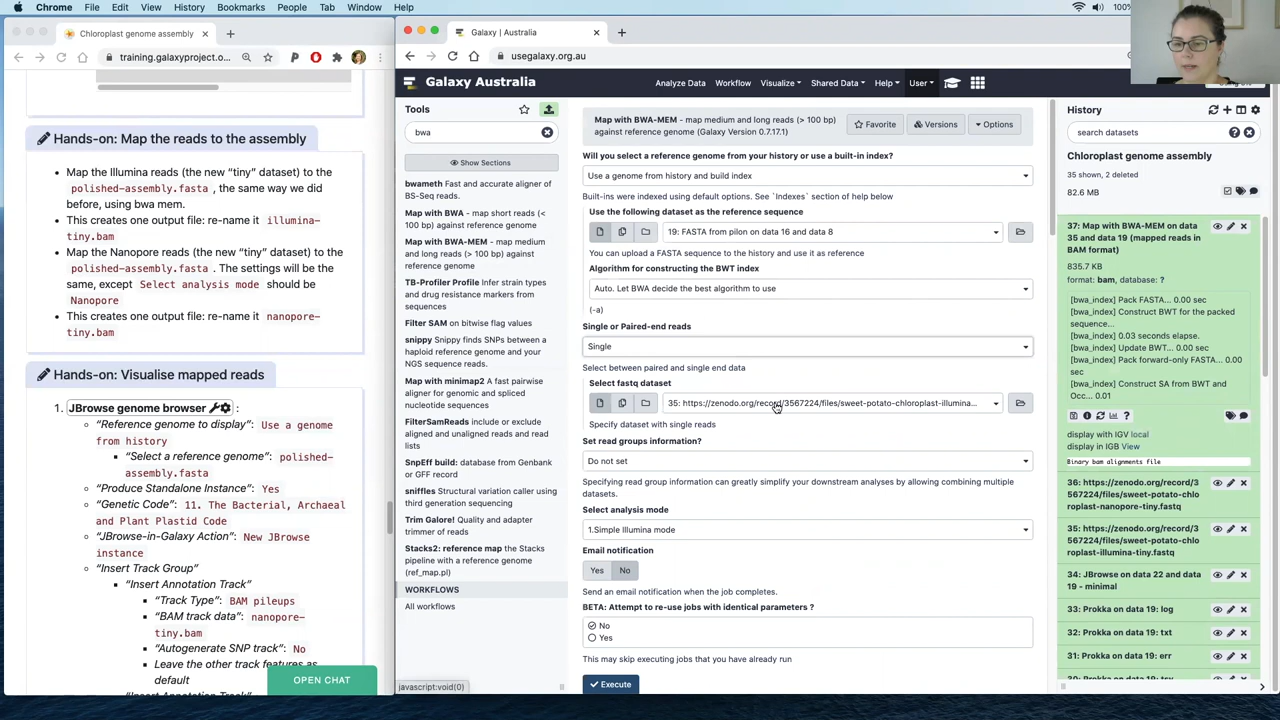 Chrome File Edit View History Bookmarks People Tab Window Help
100%
Chloroplast genome assembly
training.galaxyproject.o...
Hands-on: Map the reads to the assembly
Map the Illumina reads (the new “tiny” dataset) to the
polished-assembly.fasta , the same way we did
before, using bwa mem.
This creates one output file: re-name it illumina-
tiny.bam
Map the Nanopore reads (the new “tiny” dataset) to the
polished-assembly.fasta . The settings will be the
same, except Select analysis mode should be
Nanopore
This creates one output file: re-name it nanopore-
tiny.bam
Hands-on: Visualise mapped reads
1. JBrowse genome browser :
“Reference genome to display”: Use a genome
from history
“Select a reference genome”: polished-
assembly.fasta
“Produce Standalone Instance”: Yes
“Genetic Code”: 11. The Bacterial, Archaeal
and Plant Plastid Code
“JBrowse-in-Galaxy Action”: New JBrowse
instance
“Insert Track Group”
“Insert Annotation Track”
“Track Type”: BAM pileups
“BAM track data”: nanopore-
tiny.bam
“Autogenerate SNP track”: No
Leave the other track features as
default
OPEN CHAT
Galaxy | Australia
usegalaxy.org.au
Galaxy Australia
Analyze Data Workflow Visualize Shared Data Help User
Tools
bwa
Show Sections
bwameth Fast and accurate aligner of
BS-Seq reads.
Map with BWA - map short reads (<
100 bp) against reference genome
Map with BWA-MEM - map medium
and long reads (> 100 bp) against
reference genome
TB-Profiler Profile Infer strain types
and drug resistance markers from
sequences
Filter SAM on bitwise flag values
snippy Snippy finds SNPs between a
haploid reference genome and your
NGS sequence reads.
Map with minimap2 A fast pairwise
aligner for genomic and spliced
nucleotide sequences
FilterSamReads include or exclude
aligned and unaligned reads and read
lists
SnpEff build: database from Genbank
or GFF record
sniffles Structural variation caller using
third generation sequencing
Trim Galore! Quality and adapter
trimmer of reads
Stacks2: reference map the Stacks
pipeline with a reference genome
(ref_map.pl)
WORKFLOWS
All workflows
javascript:void(0)
Map with BWA-MEM - map medium and long reads (> 100 bp)
against reference genome (Galaxy Version 0.7.17.1)
Favorite Versions Options
Will you select a reference genome from your history or use a built-in index?
Use a genome from history and build index
Built-ins were indexed using default options. See `Indexes` section of help below
Use the following dataset as the reference sequence
19: FASTA from pilon on data 16 and data 8
You can upload a FASTA sequence to the history and use it as reference
Algorithm for constructing the BWT index
Auto. Let BWA decide the best algorithm to use
(-a)
Single or Paired-end reads
Single
Select between paired and single end data
Select fastq dataset
35: https://zenodo.org/record/3567224/files/sweet-potato-chloroplast-illumina...
Specify dataset with single reads
Set read groups information?
Do not set
Specifying read group information can greatly simplify your downstream analyses by allowing combining multiple
datasets.
Select analysis mode
1.Simple Illumina mode
Email notification
Yes No
Send an email notification when the job completes.
BETA: Attempt to re-use jobs with identical parameters ?
No
Yes
This may skip executing jobs that you have already run
Execute
History
search datasets
Chloroplast genome assembly
35 shown, 2 deleted
82.6 MB
37: Map with BWA-MEM on data
35 and data 19 (mapped reads in
BAM format)
835.7 KB
format: bam, database: ?
[bwa_index] Pack FASTA... 0.00 sec
[bwa_index] Construct BWT for the packed
sequence...
[bwa_index] 0.03 seconds elapse.
[bwa_index] Update BWT... 0.00 sec
[bwa_index] Pack forward-only FASTA... 0.00
sec
[bwa_index] Construct SA from BWT and
Occ... 0.01
display with IGV local
display in IGB View
Binary bam alignments file
36: https://zenodo.org/record/3
567224/files/sweet-potato-chlo
roplast-nanopore-tiny.fastq
35: https://zenodo.org/record/3
567224/files/sweet-potato-chlo
roplast-illumina-tiny.fastq
34: JBrowse on data 22 and data
19 - minimal
33: Prokka on data 19: log
32: Prokka on data 19: txt
31: Prokka on data 19: err